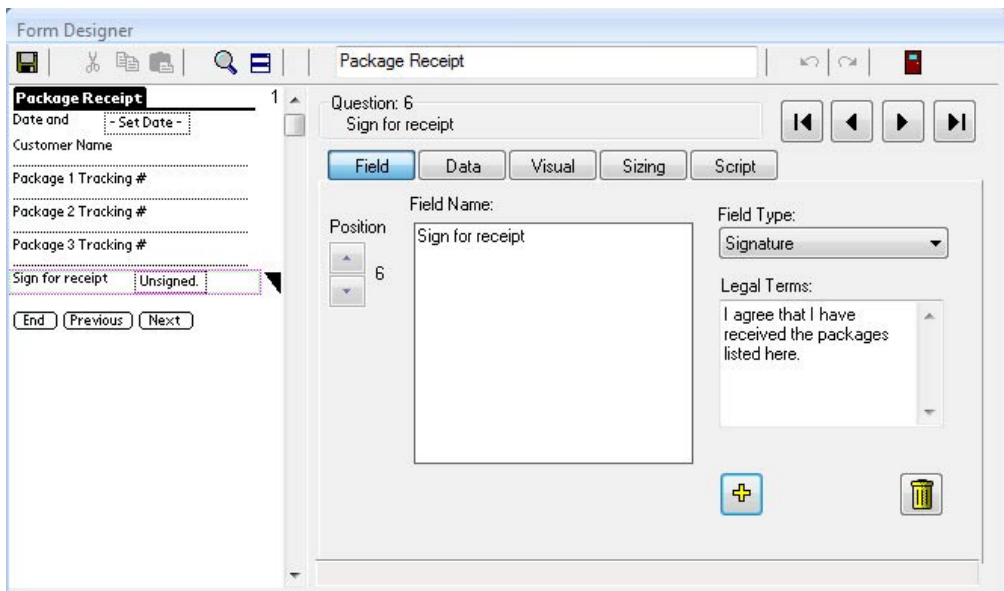 Form Designer
Package Receipt
Package Receipt 1
Date and - Set Date -
Customer Name
Package 1 Tracking #
Package 2 Tracking #
Package 3 Tracking #
Sign for receipt Unsigned.
End Previous Next
Question: 6
Sign for receipt
Field Data Visual Sizing Script
Position
6
Field Name:
Sign for receipt
Field Type:
Signature
Legal Terms:
I agree that I have
received the packages
listed here.